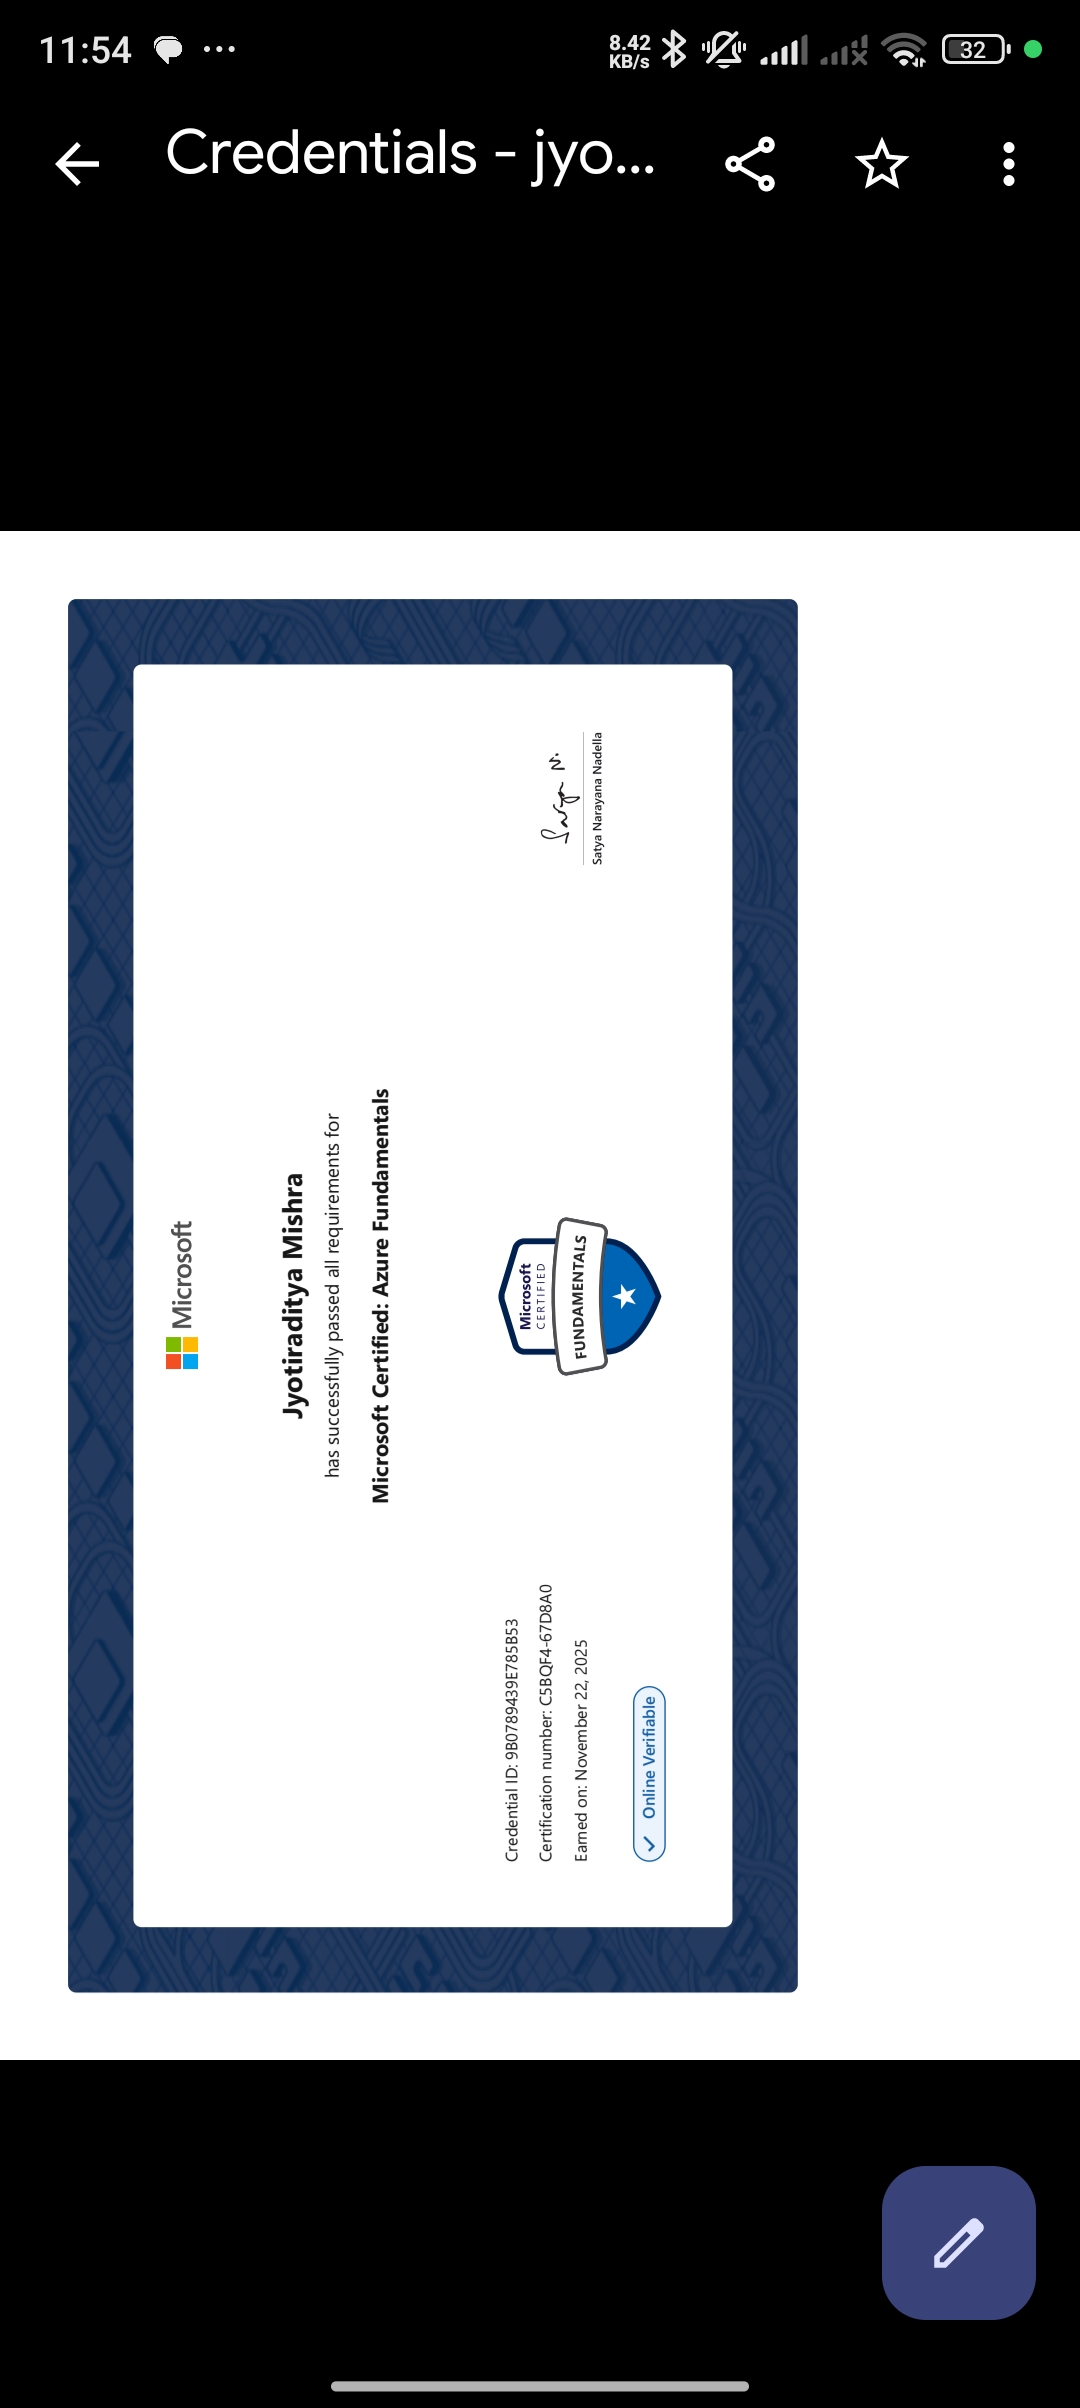 11:54
8.42
KB/s
32
Credentials - jyo...
Microsoft
Jyotiraditya Mishra
has successfully passed all requirements for
Microsoft Certified: Azure Fundamentals
Microsoft
CERTIFIED
FUNDAMENTALS
Credential ID: 9B0789439E785B53
Certification number: C5BQF4-67D8A0
Earned on: November 22, 2025
Online Verifiable
Satya N.
Satya Narayana Nadella